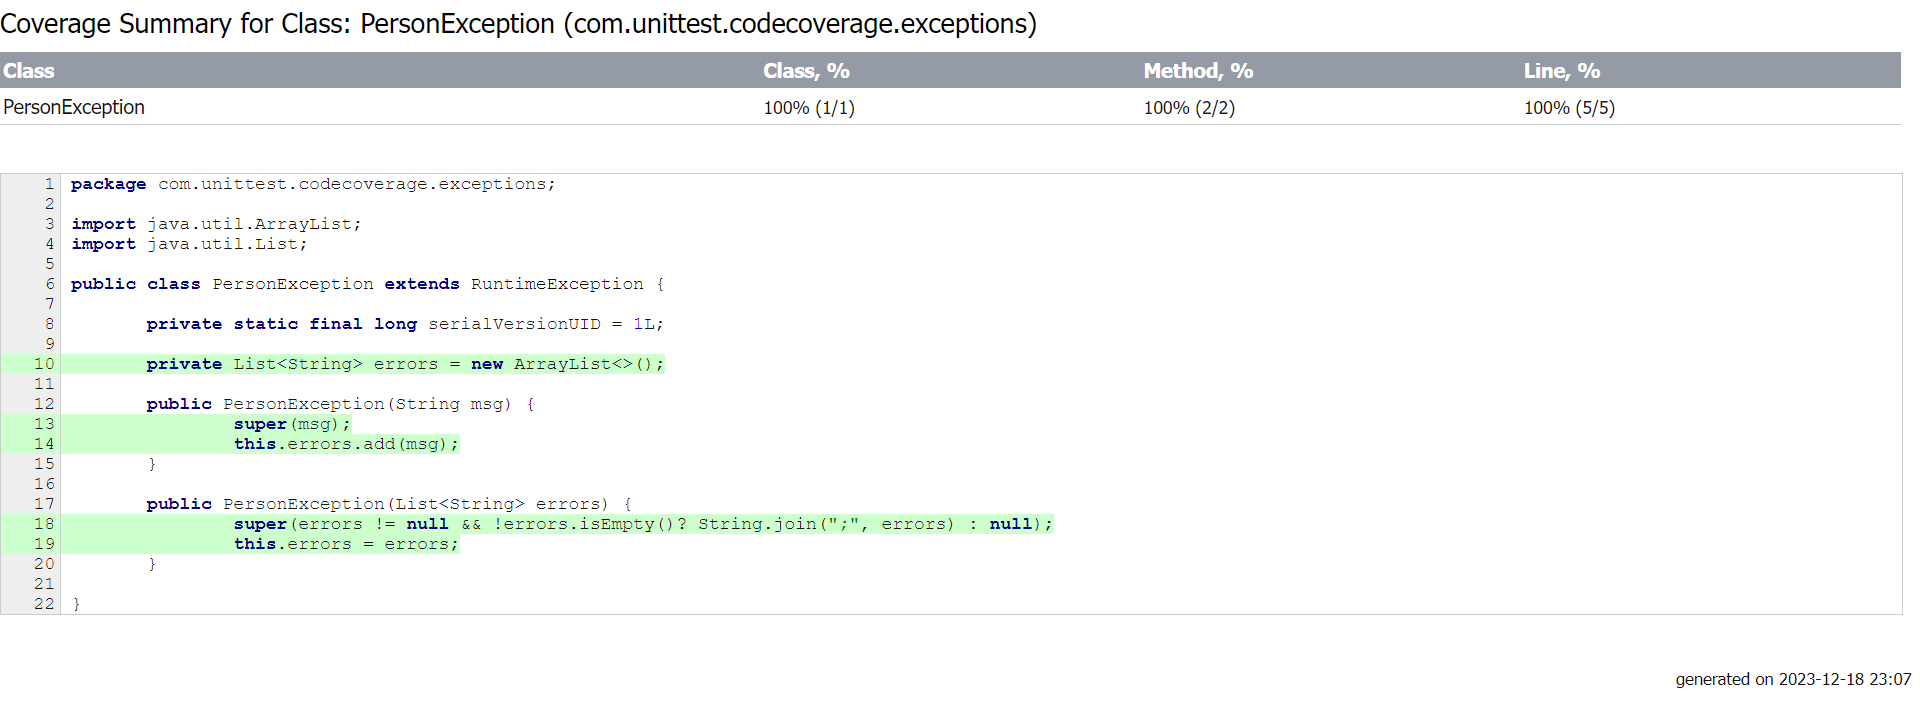 Coverage Summary for Class: PersonException (com.unittest.codecoverage.exceptions)
Class Class, % Method, % Line, %
PersonException 100% (1/1) 100% (2/2) 100% (5/5)
1 package com.unittest.codecoverage.exceptions;
2
3 import java.util.ArrayList;
4 import java.util.List;
5
6 public class PersonException extends RuntimeException {
7
8 private static final long serialVersionUID = 1L;
9
10 private List<String> errors = new ArrayList<>();
11
12 public PersonException(String msg) {
13 super(msg);
14 this.errors.add(msg);
15 }
16
17 public PersonException(List<String> errors) {
18 super(errors != null && !errors.isEmpty()? String.join(";", errors) : null);
19 this.errors = errors;
20 }
21
22 }
generated on 2023-12-18 23:07